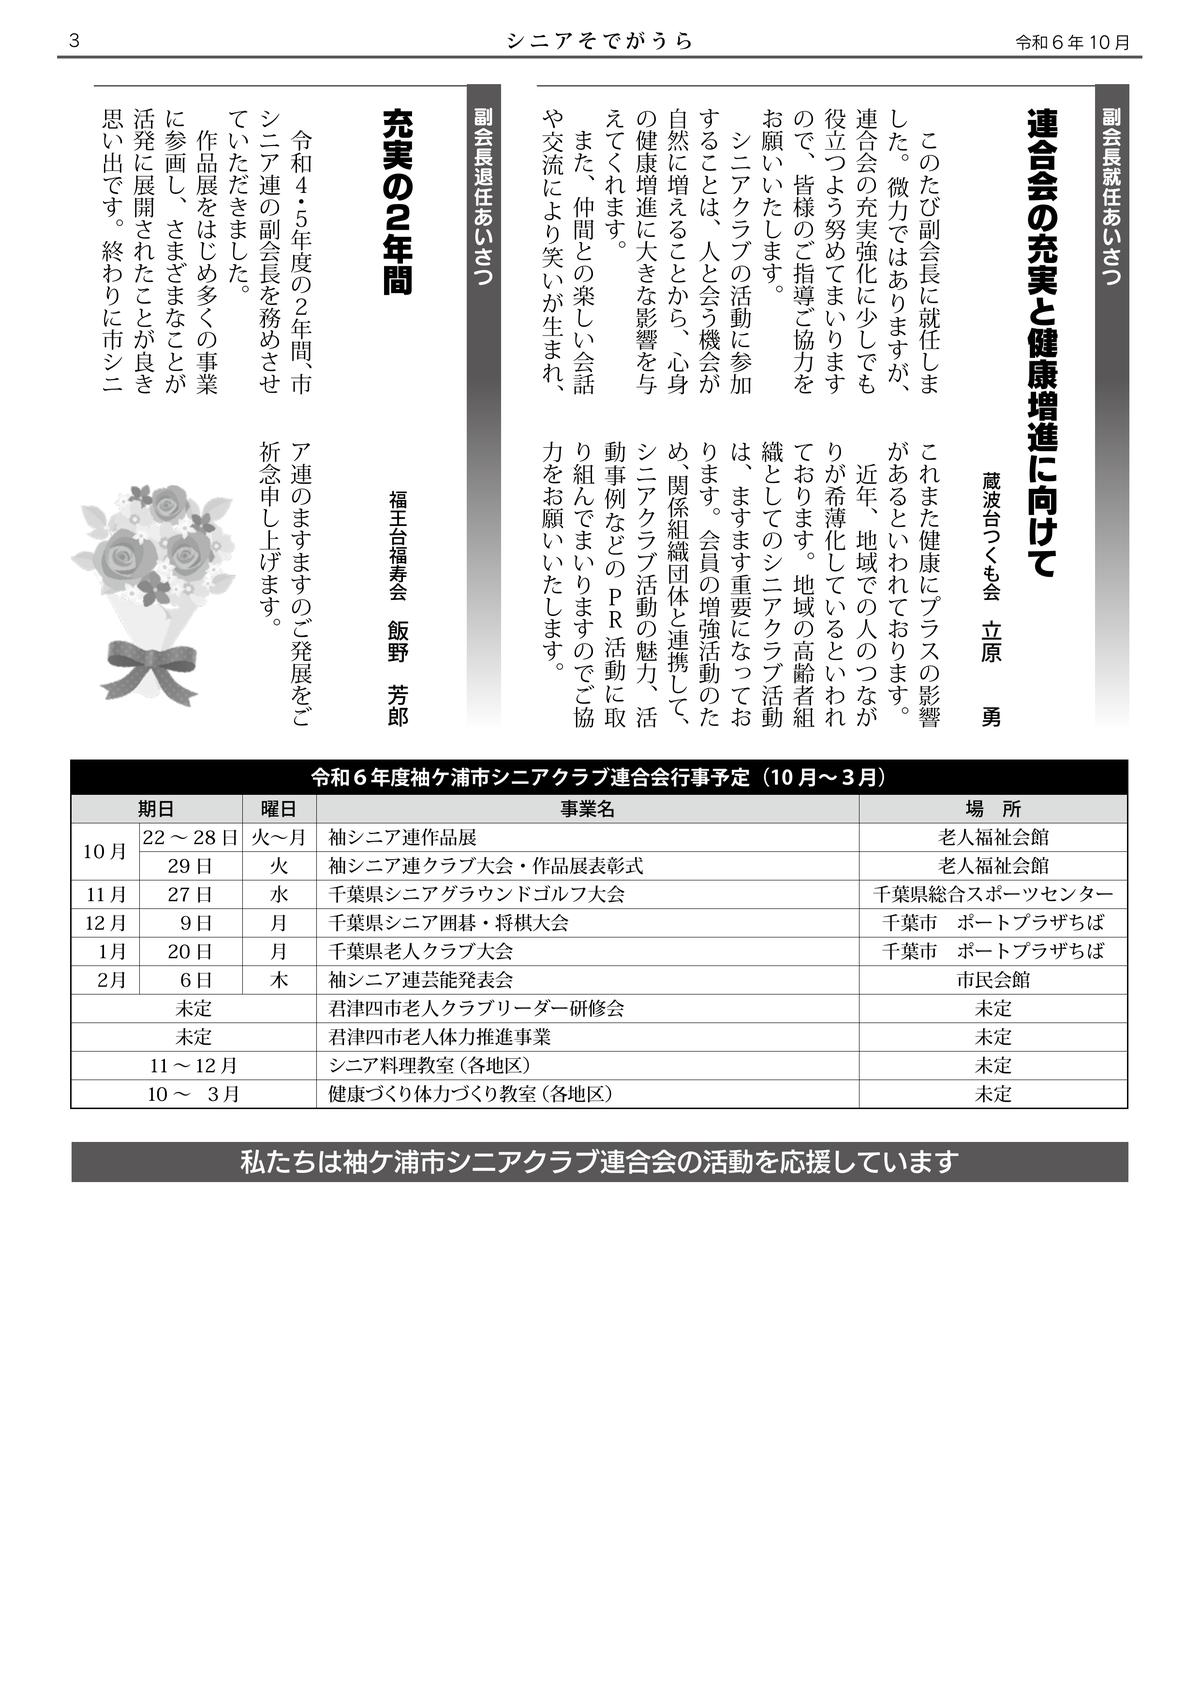 3
シニアそでがうら
令和6年10月
副会長就任あいさつ
連合会の充実と健康増進に向けて
蔵波台つくも会　立原　勇
このたび副会長に就任しま
した。微力ではありますが、
連合会の充実強化に少しでも
役立つよう努めてまいります
ので、皆様のご指導ご協力を
お願いいたします。
シニアクラブの活動に参加
することは、人と会う機会が
自然に増えることから、心身
の健康増進に大きな影響を与
えてくれます。
また、仲間との楽しい会話
や交流により笑いが生まれ、
これまた健康にプラスの影響
があるといわれております。
近年、地域での人のつなが
りが希薄化しているといわれ
ております。地域の高齢者組
織としてのシニアクラブ活動
は、ますます重要になってお
ります。会員の増強活動のた
め、関係組織団体と連携して、
シニアクラブ活動の魅力、活
動事例などのPR活動に取
り組んでまいりますのでご協
力をお願いいたします。
副会長退任あいさつ
充実の2年間
福王台福寿会　飯野　芳郎
令和4・5年度の2年間、市
シニア連の副会長を務めさせ
ていただきました。
作品展をはじめ多くの事業
に参画し、さまざまなことが
活発に展開されたことが良き
思い出です。終わりに市シニ
ア連のますますのご発展をご
祈念申し上げます。
令和6年度袖ケ浦市シニアクラブ連合会行事予定（10月〜3月）
期日　曜日　事業名　場　所
10月　22〜28日　火〜月　袖シニア連作品展　老人福祉会館
29日　火　袖シニア連クラブ大会・作品展表彰式　老人福祉会館
11月　27日　水　千葉県シニアグラウンドゴルフ大会　千葉県総合スポーツセンター
12月　9日　月　千葉県シニア囲碁・将棋大会　千葉市　ポートプラザちば
1月　20日　月　千葉県老人クラブ大会　千葉市　ポートプラザちば
2月　6日　木　袖シニア連芸能発表会　市民会館
未定　君津四市老人クラブリーダー研修会　未定
未定　君津四市老人体力推進事業　未定
11〜12月　シニア料理教室（各地区）　未定
10〜　3月　健康づくり体力づくり教室（各地区）　未定
私たちは袖ケ浦市シニアクラブ連合会の活動を応援しています